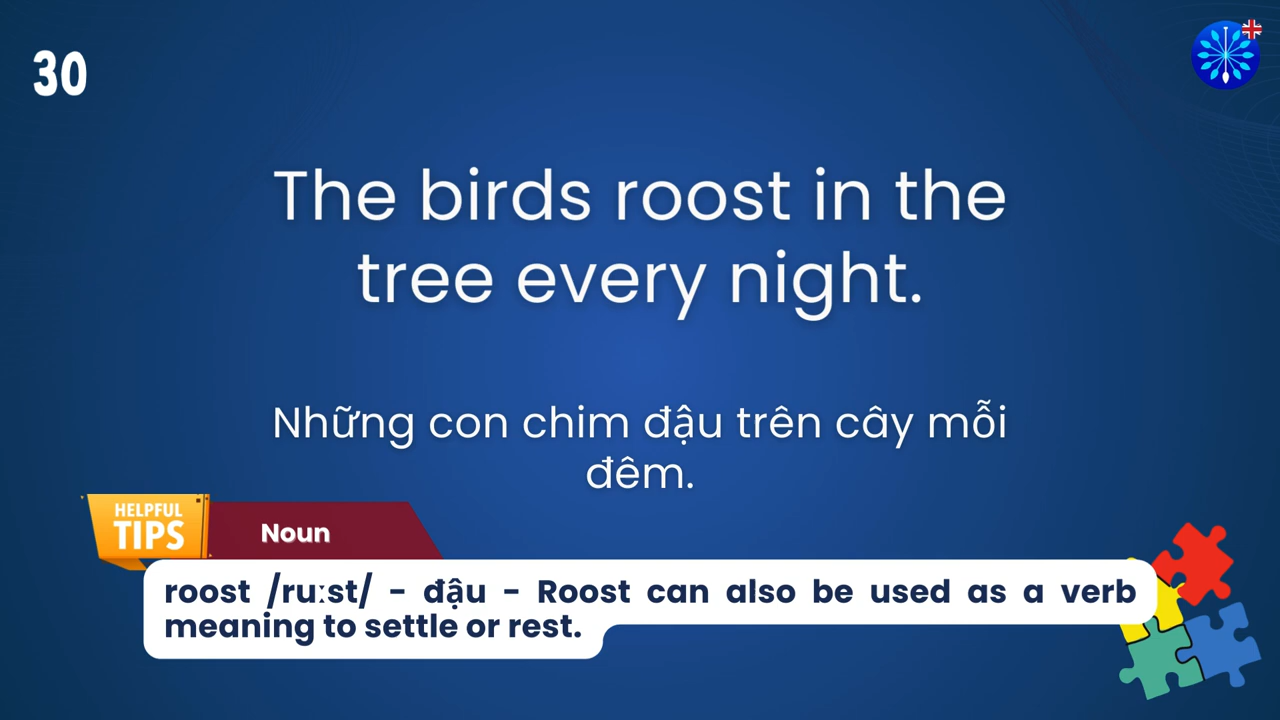 30
The birds roost in the
tree every night.
Những con chim đậu trên cây mỗi
đêm.
HELPFUL
TIPS
Noun
roost /ruːst/ - đậu - Roost can also be used as a verb
meaning to settle or rest.